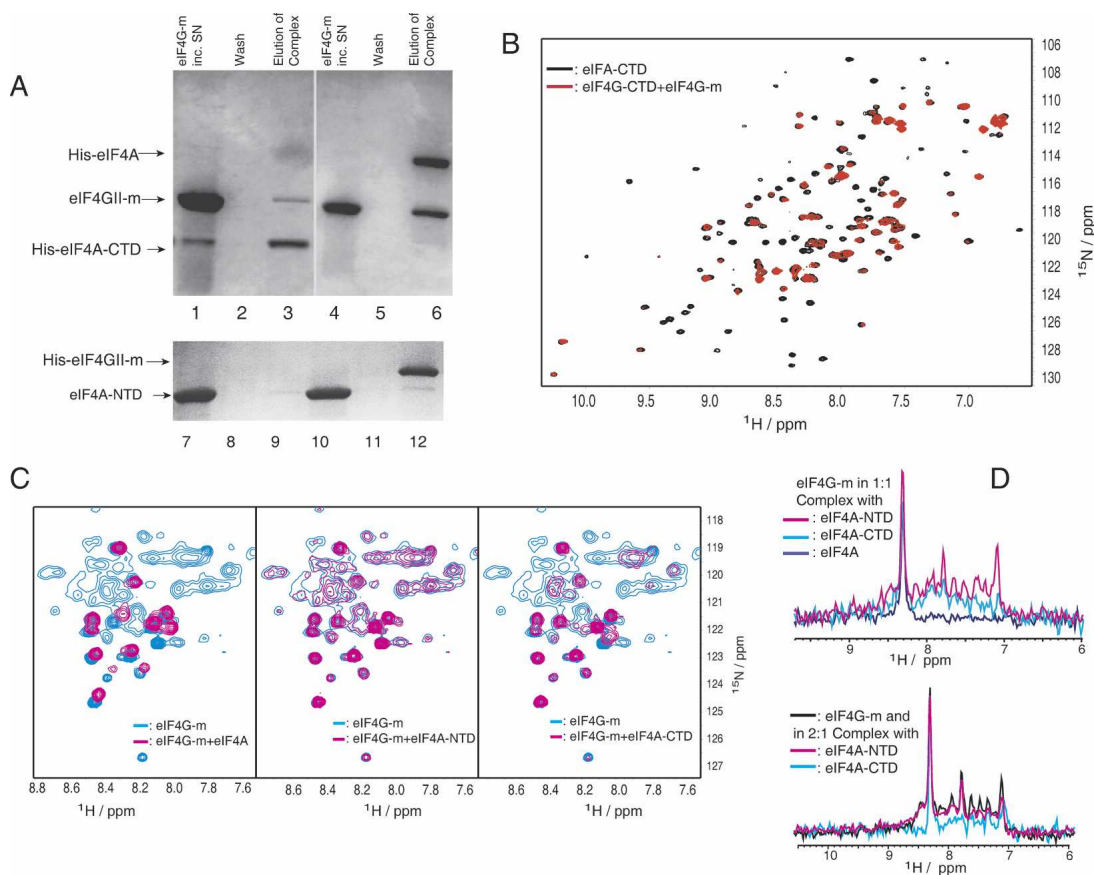 A
eIF4G-m
inc. SN
Wash
Elution of
Complex
eIF4G-m
inc. SN
Wash
Elution of
Complex
His-eIF4A
eIF4GII-m
His-eIF4A-CTD
1 2 3 4 5 6
His-eIF4GII-m
eIF4A-NTD
7 8 9 10 11 12
B
: eIFA-CTD
: eIF4G-CTD+eIF4G-m
106
108
110
112
114
116
118
120
122
124
126
128
130
15N / ppm
10.0 9.5 9.0 8.5 8.0 7.5 7.0
1H / ppm
C
: eIF4G-m
: eIF4G-m+eIF4A
: eIF4G-m
: eIF4G-m+eIF4A-NTD
: eIF4G-m
: eIF4G-m+eIF4A-CTD
118
119
120
121
122
123
124
125
126
127
15N / ppm
8.8 8.6 8.4 8.2 8.0 7.8 7.6
8.4 8.2 8.0 7.8 7.6
8.6 8.4 8.2 8.0 7.8 7.6
1H / ppm
1H / ppm
1H / ppm
D
eIF4G-m in 1:1
Complex with
: eIF4A-NTD
: eIF4A-CTD
: eIF4A
9 8 7 6
1H / ppm
: eIF4G-m and
in 2:1 Complex with
: eIF4A-NTD
: eIF4A-CTD
10 9 8 7 6
1H / ppm